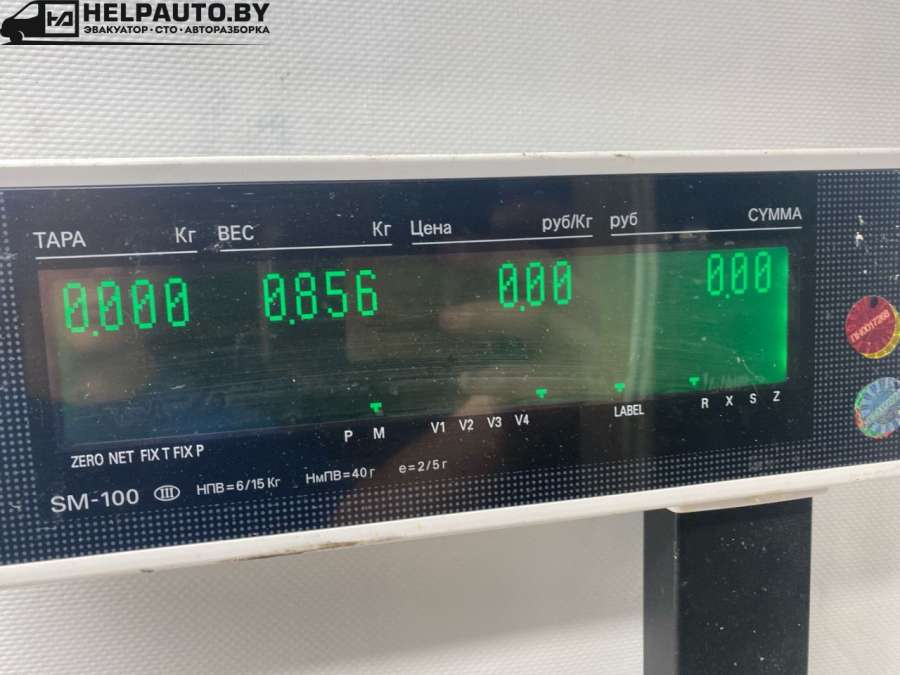 HELPAUTO.BY
ЭВАКУАТОР · СТО · АВТОРАЗБОРКА
ТАРА Кг ВЕС Кг Цена руб/Кг руб СУММА
0.000 0.856 0.00 0.00
P M V1 V2 V3 V4 LABEL R X S Z
ZERO NET FIX T FIX P
SM-100 III НПВ=6/15 Кг НмПВ=40 г e=2/5 г